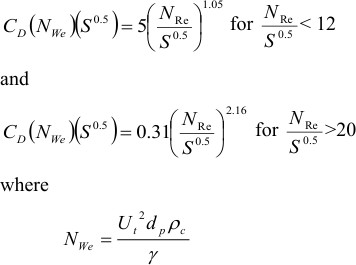 C_D(N_We)(S^0.5) = 5(N_Re/S^0.5)^1.05 for N_Re/S^0.5 < 12
and
C_D(N_We)(S^0.5) = 0.31(N_Re/S^0.5)^2.16 for N_Re/S^0.5 >20
where
N_We = U_t^2 d_p ρ_c/γ